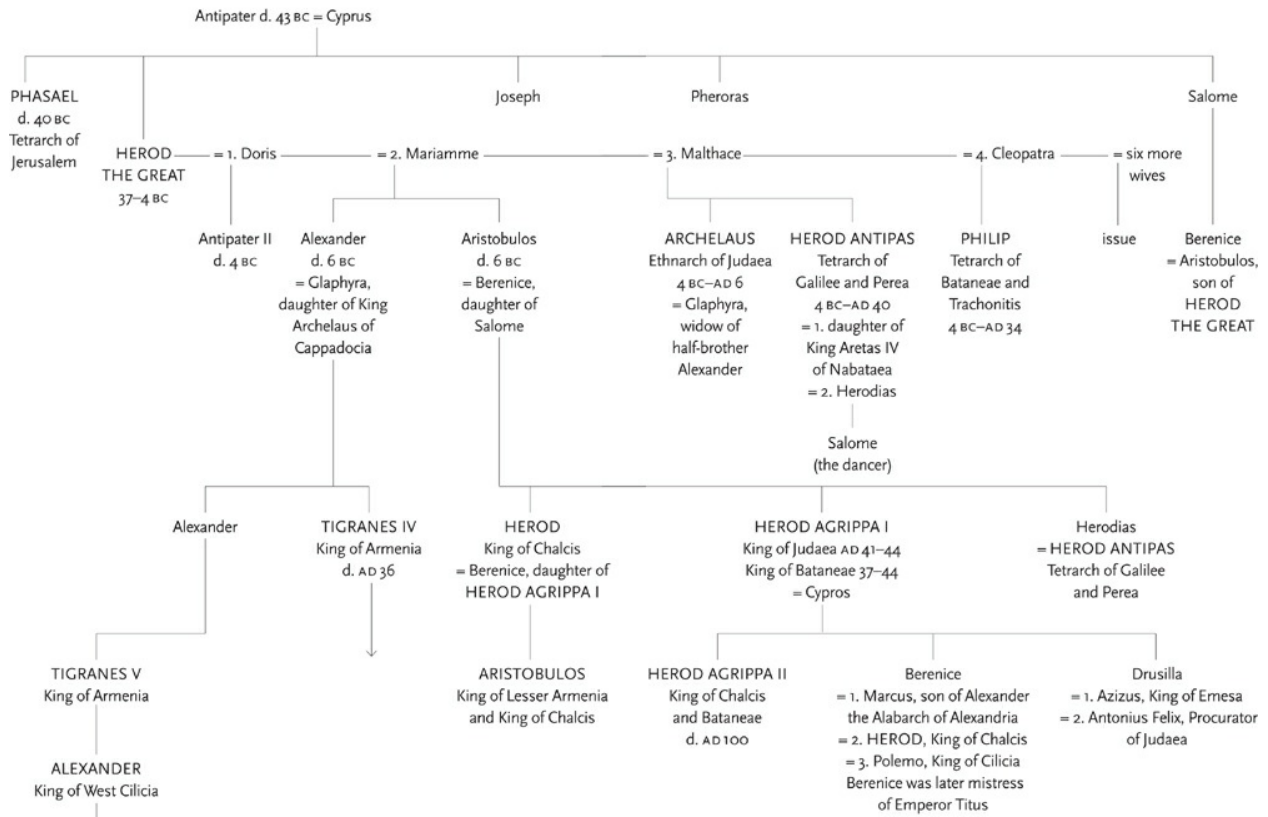 Antipater d. 43 BC = Cyprus
PHASAEL
d. 40 BC
Tetrarch of
Jerusalem
Joseph
Pheroras
Salome
HEROD
THE GREAT
37–4 BC
= 1. Doris
= 2. Mariamme
= 3. Malthace
= 4. Cleopatra
= six more
wives
Antipater II
d. 4 BC
Alexander
d. 6 BC
= Glaphyra,
daughter of King
Archelaus of
Cappadocia
Aristobulos
d. 6 BC
= Berenice,
daughter of
Salome
ARCHELAUS
Ethnarch of Judaea
4 BC–AD 6
= Glaphyra,
widow of
half-brother
Alexander
HEROD ANTIPAS
Tetrarch of
Galilee and Perea
4 BC–AD 40
= 1. daughter of
King Aretas IV
of Nabataea
= 2. Herodias
PHILIP
Tetrarch of
Bataneae and
Trachonitis
4 BC–AD 34
issue
Berenice
= Aristobulos,
son of
HEROD
THE GREAT
Salome
(the dancer)
Alexander
TIGRANES IV
King of Armenia
d. AD 36
HEROD
King of Chalcis
= Berenice, daughter of
HEROD AGRIPPA I
HEROD AGRIPPA I
King of Judaea AD 41–44
King of Bataneae 37–44
= Cypros
Herodias
= HEROD ANTIPAS
Tetrarch of Galilee
and Perea
TIGRANES V
King of Armenia
ARISTOBULOS
King of Lesser Armenia
and King of Chalcis
HEROD AGRIPPA II
King of Chalcis
and Bataneae
d. AD 100
Berenice
= 1. Marcus, son of Alexander
the Alabarch of Alexandria
= 2. HEROD, King of Chalcis
= 3. Polemo, King of Cilicia
Berenice was later mistress
of Emperor Titus
Drusilla
= 1. Azizus, King of Emesa
= 2. Antonius Felix, Procurator
of Judaea
ALEXANDER
King of West Cilicia